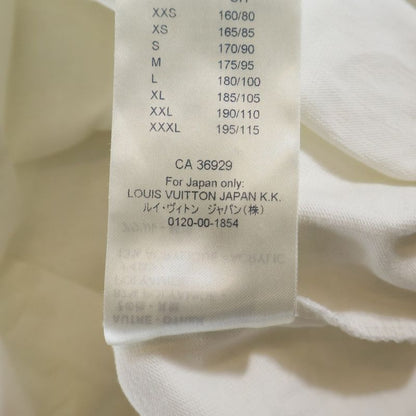 XXS 160/80
XS 165/85
S 170/90
M 175/95
L 180/100
XL 185/105
XXL 190/110
XXXL 195/115
CA 36929
For Japan only:
LOUIS VUITTON JAPAN K.K.
ルイ・ヴィトン ジャパン(株)
0120-00-1854